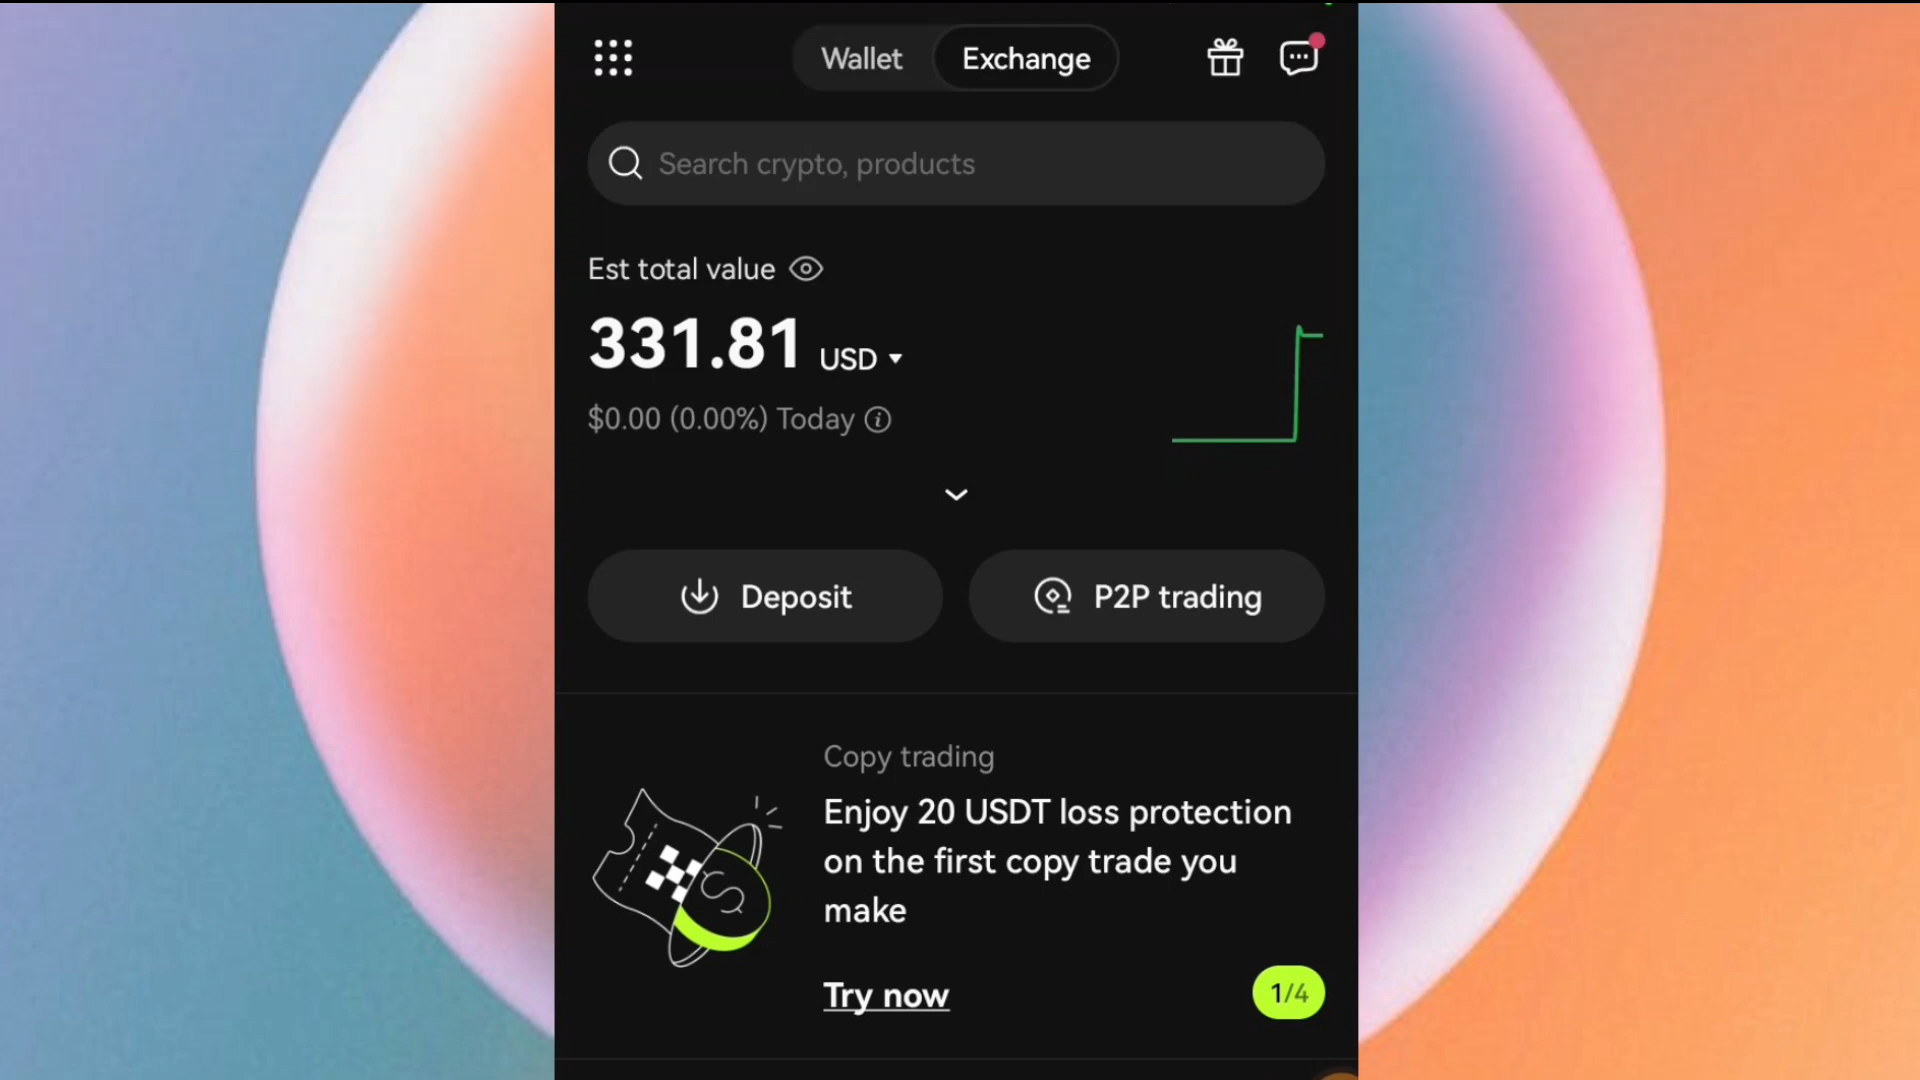 Wallet Exchange
Search crypto, products
Est total value
331.81 USD
$0.00 (0.00%) Today
Deposit P2P trading
Copy trading
Enjoy 20 USDT loss protection
on the first copy trade you
make
Try now 1/4